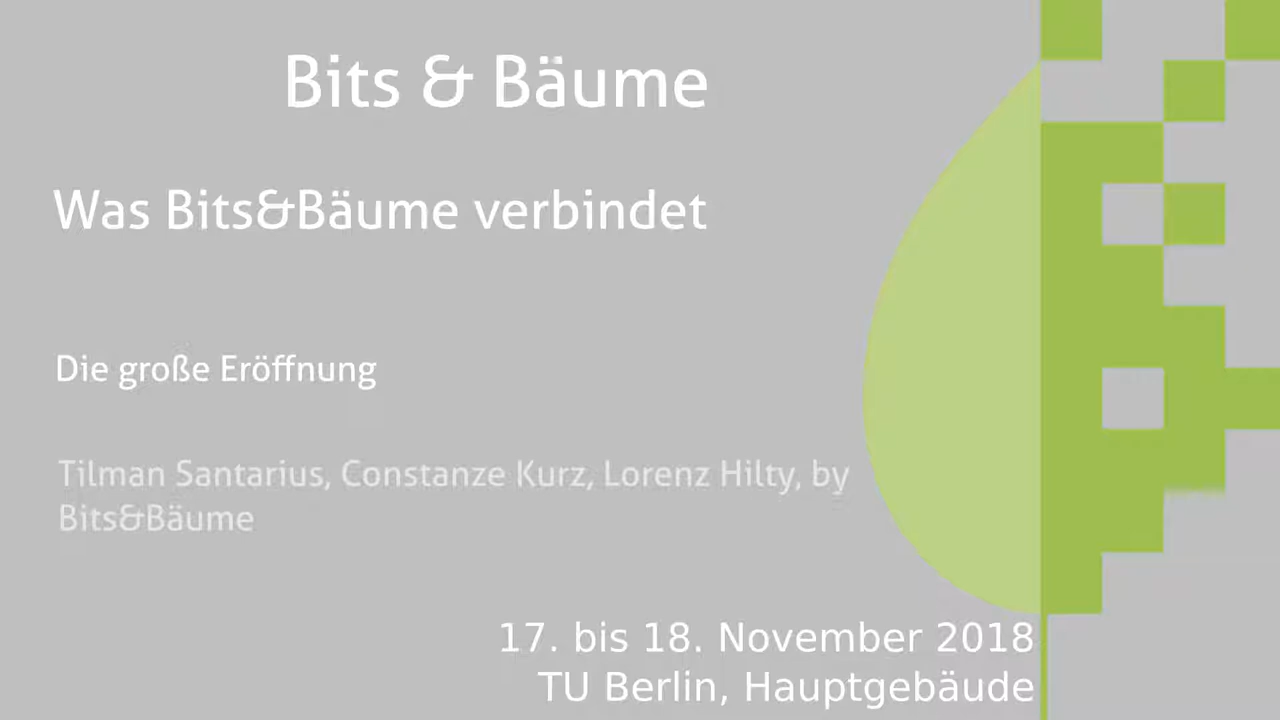 Bits & Bäume
Was Bits&Bäume verbindet
Die große Eröffnung
Tilman Santarius, Constanze Kurz, Lorenz Hilty, by
Bits&Bäume
17. bis 18. November 2018
TU Berlin, Hauptgebäude